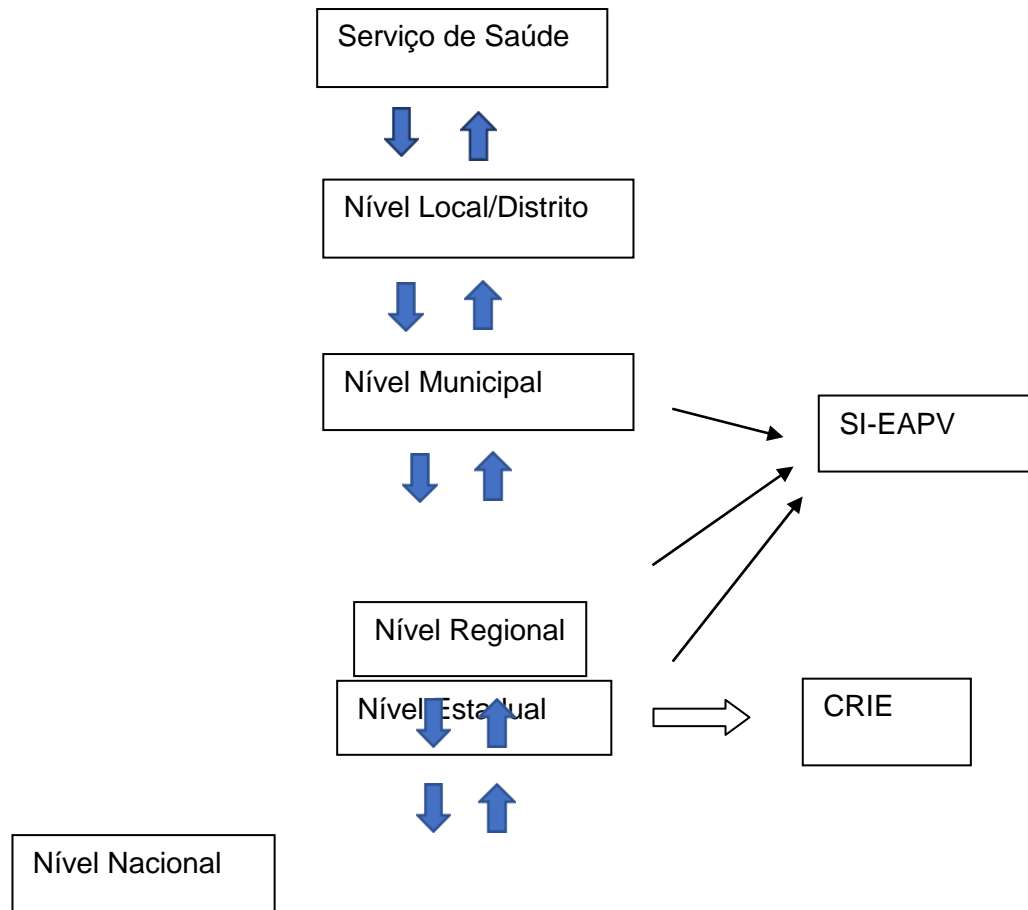 Serviço de Saúde
Nível Local/Distrito
Nível Municipal
SI-EAPV
Nível Regional
Nível Estadual
CRIE
Nível Nacional